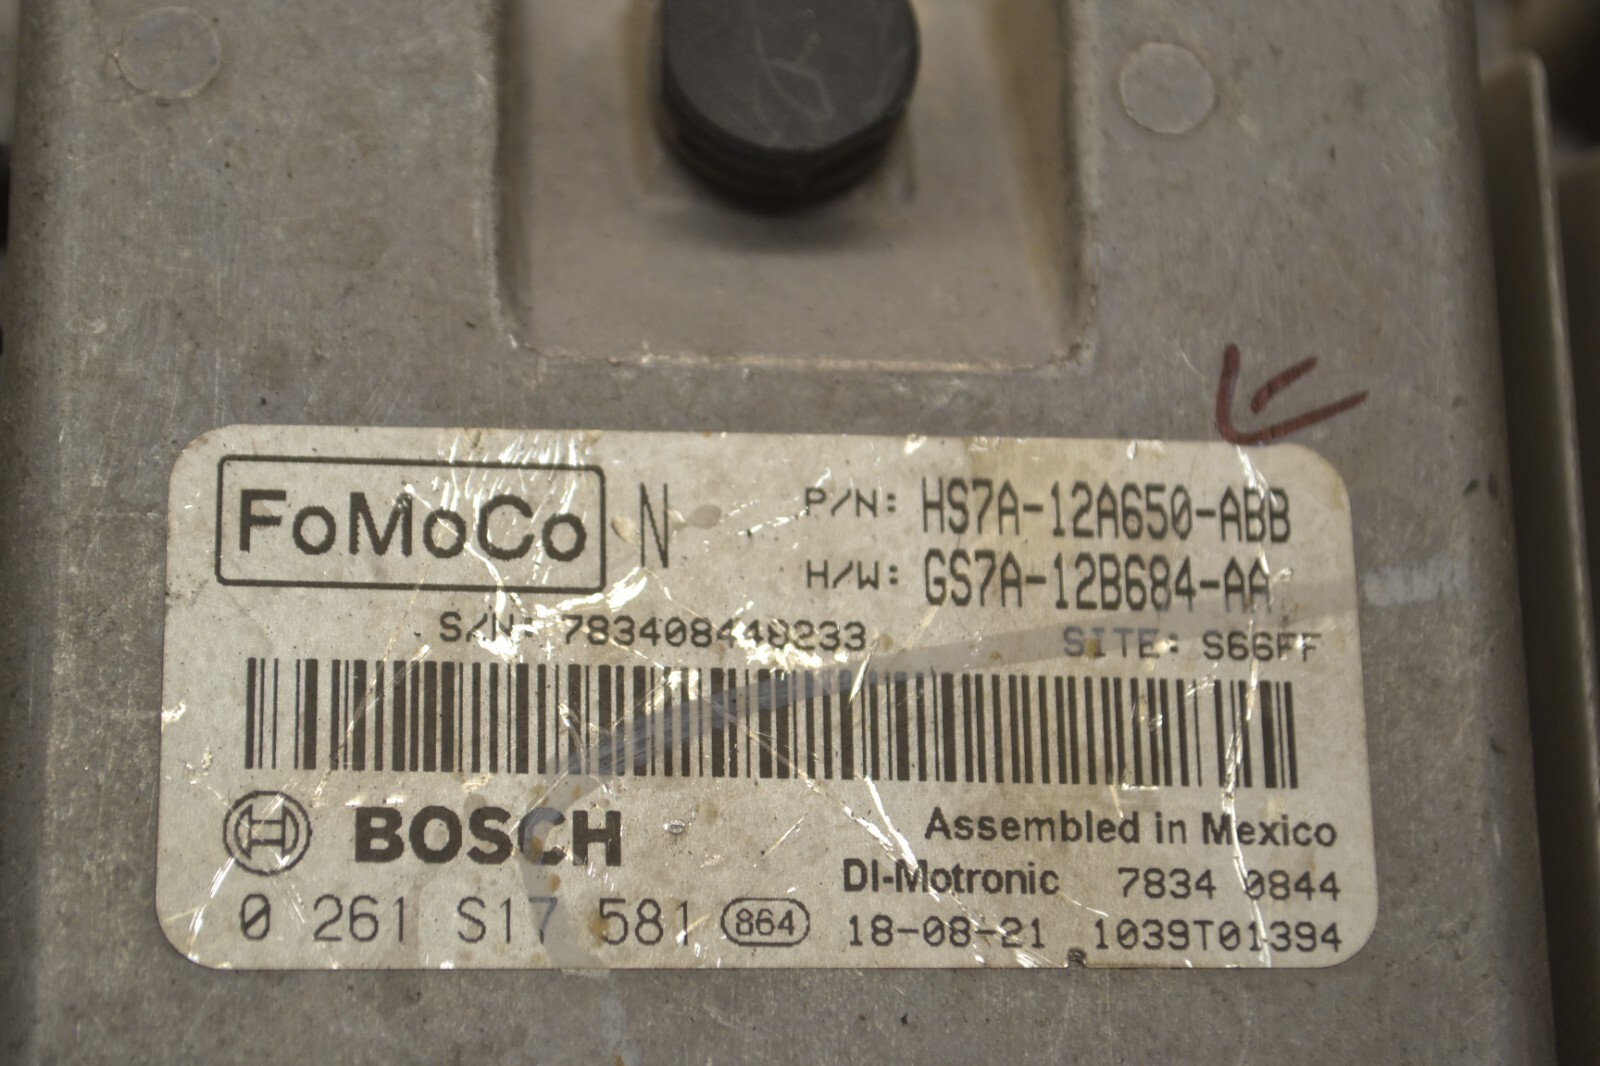 FoMoCo N P/N: HS7A-12A650-ABB
H/W: GS7A-12B684-AA
S/N: 783408448233 SITE: S66FF
BOSCH Assembled in Mexico
DI-Motronic 7834 0844
0 261 S17 581 864 18-08-21 1039T01394